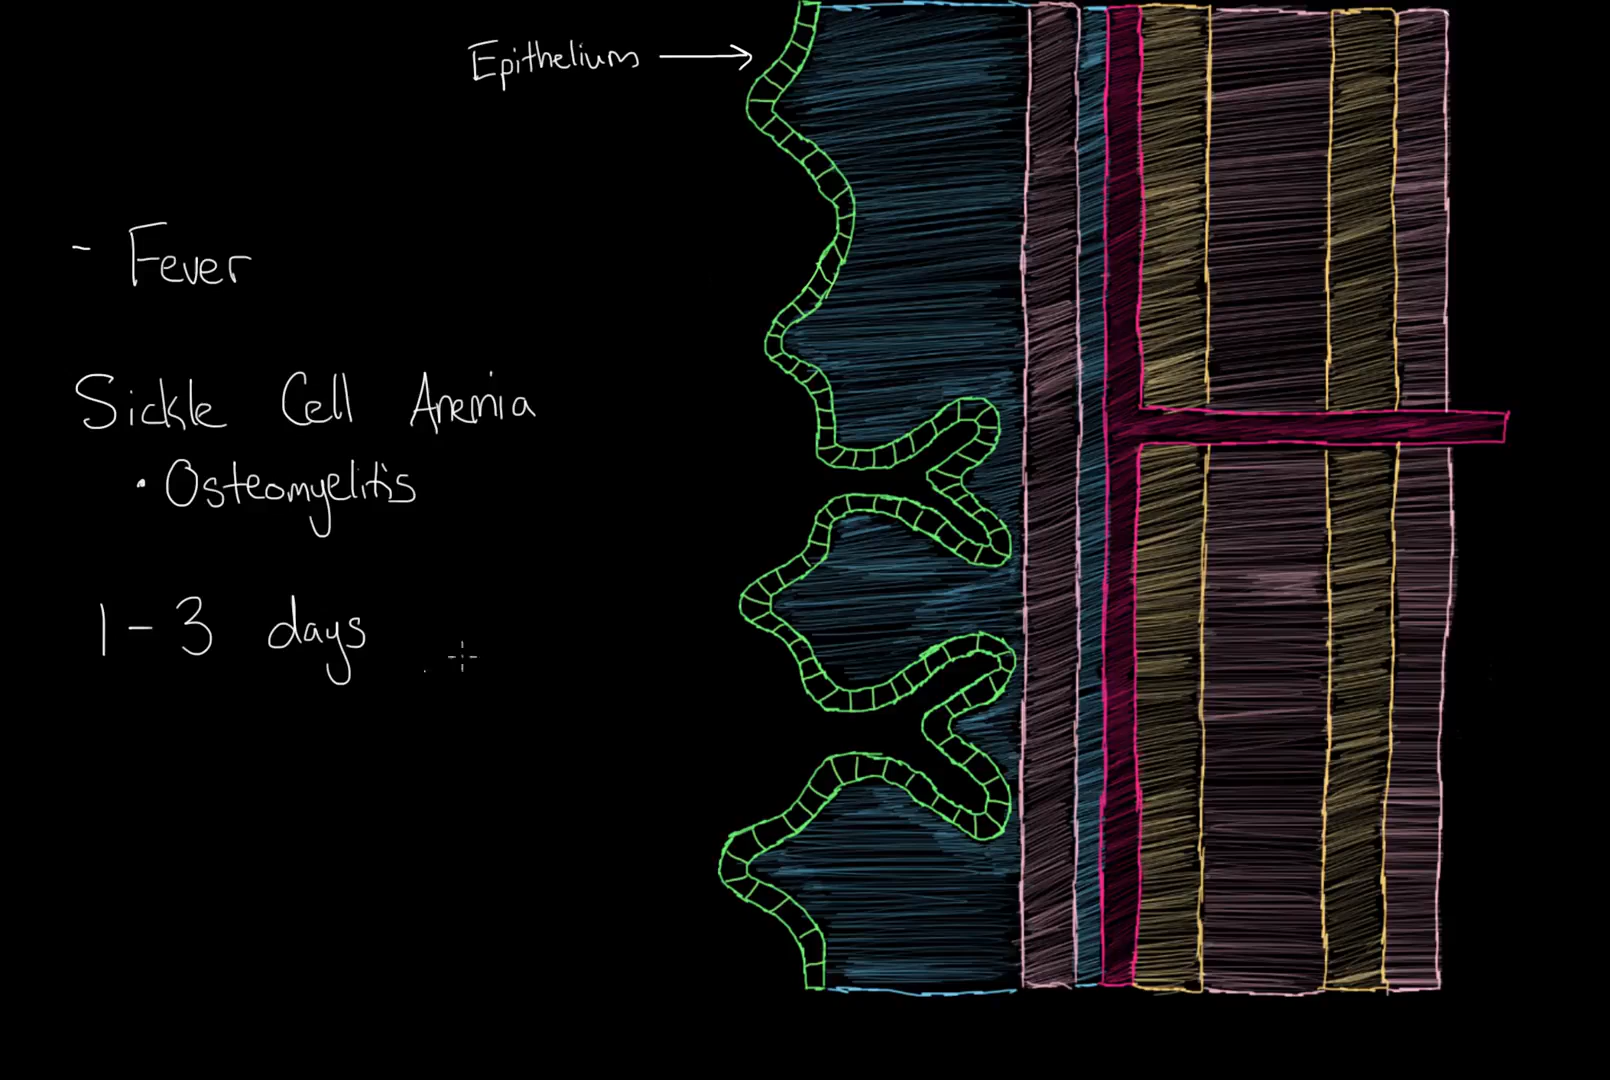 Epithelium
- Fever
Sickle Cell Anemia
• Osteomyelitis
1-3 days